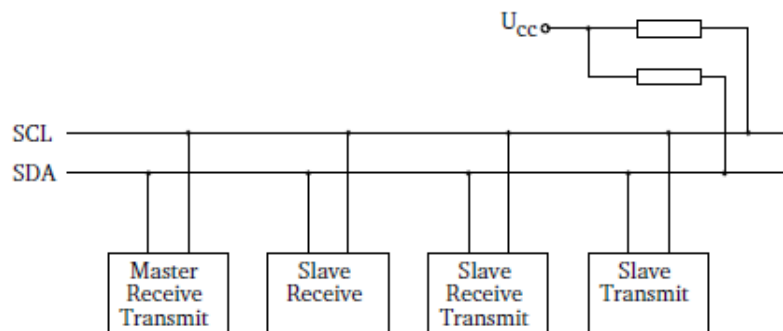 Ucc
SCL
SDA
Master
Receive
Transmit
Slave
Receive
Slave
Receive
Transmit
Slave
Transmit